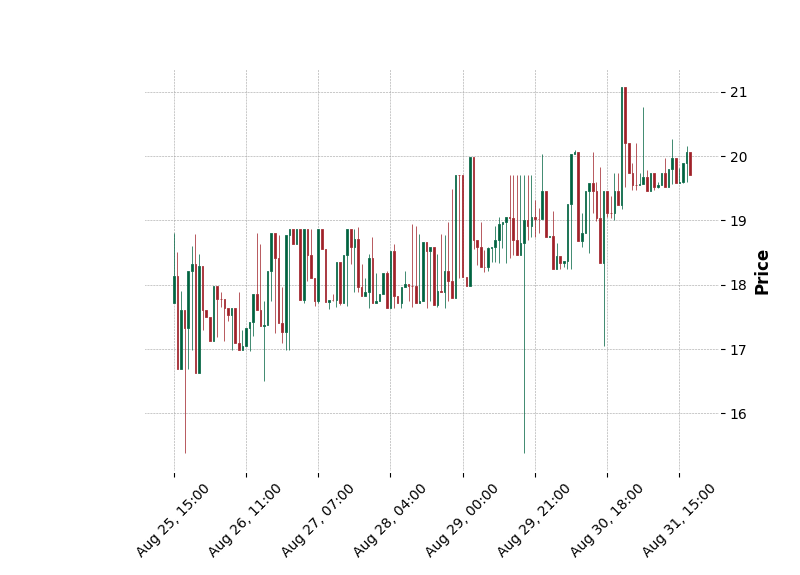 21
20
19
18
17
16
Price
Aug 25, 15:00
Aug 26, 11:00
Aug 27, 07:00
Aug 28, 04:00
Aug 29, 00:00
Aug 29, 21:00
Aug 30, 18:00
Aug 31, 15:00